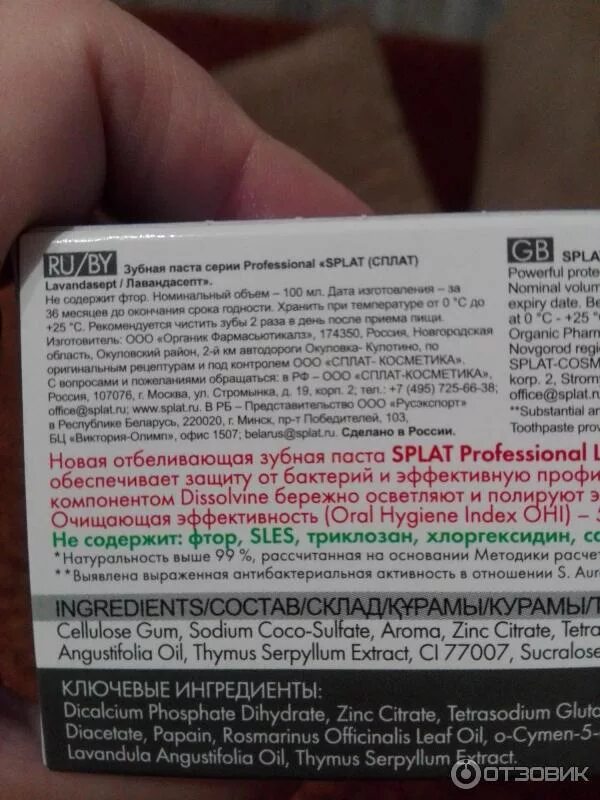 RU/BY Зубная паста серии Professional «SPLAT (СПЛАТ)
Lavandasept / Лавандасепт».
Не содержит фтор. Номинальный объем – 100 мл. Дата изготовления – за
36 месяцев до окончания срока годности. Хранить при температуре от 0 °C до
+25 °C. Рекомендуется чистить зубы 2 раза в день после приема пищи.
Изготовитель: ООО «Органик Фармасьютикалз», 174350, Россия, Новгородская
область, Окуловский район, 2-й км автодороги Окуловка- Кулотино, по
оригинальным рецептурам и под контролем ООО «СПЛАТ- КОСМЕТИКА».
С вопросами и пожеланиями обращаться: в РФ – ООО «СПЛАТ-КОСМЕТИКА»,
Россия, 107076, г. Москва, ул. Стромынка, д. 19, корп. 2; тел.: +7 (495) 725-66-38;
office@splat.ru; www.splat.ru. В РБ – Представительство ООО «Русэкспорт»
в Республике Беларусь, 220020, г. Минск, пр-т Победителей, 103,
БЦ «Виктория-Олимп», офис 1507; belarus@splat.ru. Сделано в России.
GB SPLAT
Powerful prote
Nominal volum
expiry date. Be
at 0 °C - +25 °
Organic Pharm
Novgorod regi
SPLAT-COSM
korp. 2, Strom
office@splat.ru
**Substantial an
Toothpaste prov
Новая отбеливающая зубная паста SPLAT Professional L
обеспечивает защиту от бактерий и эффективную профи
компонентом Dissolvine бережно осветляют и полируют э
Очищающая эффективность (Oral Hygiene Index OHI) – 5
Не содержит: фтор, SLES, триклозан, хлоргексидин, са
*Натуральность выше 99 %, рассчитанная на основании Методики расчет
**Выявлена выраженная антибактериальная активность в отношении S. Aur
INGREDIENTS/СОСТАВ/СКЛАД/ҚҰРАМЫ/КУРАМЫ/T
Cellulose Gum, Sodium Coco-Sulfate, Aroma, Zinc Citrate, Tetra
Angustifolia Oil, Thymus Serpyllum Extract, CI 77007, Sucralose
КЛЮЧЕВЫЕ ИНГРЕДИЕНТЫ:
Dicalcium Phosphate Dihydrate, Zinc Citrate, Tetrasodium Gluta
Diacetate, Papain, Rosmarinus Officinalis Leaf Oil, o-Cymen-5-
Lavandula Angustifolia Oil, Thymus Serpyllum Extract.
ОТЗОВИК